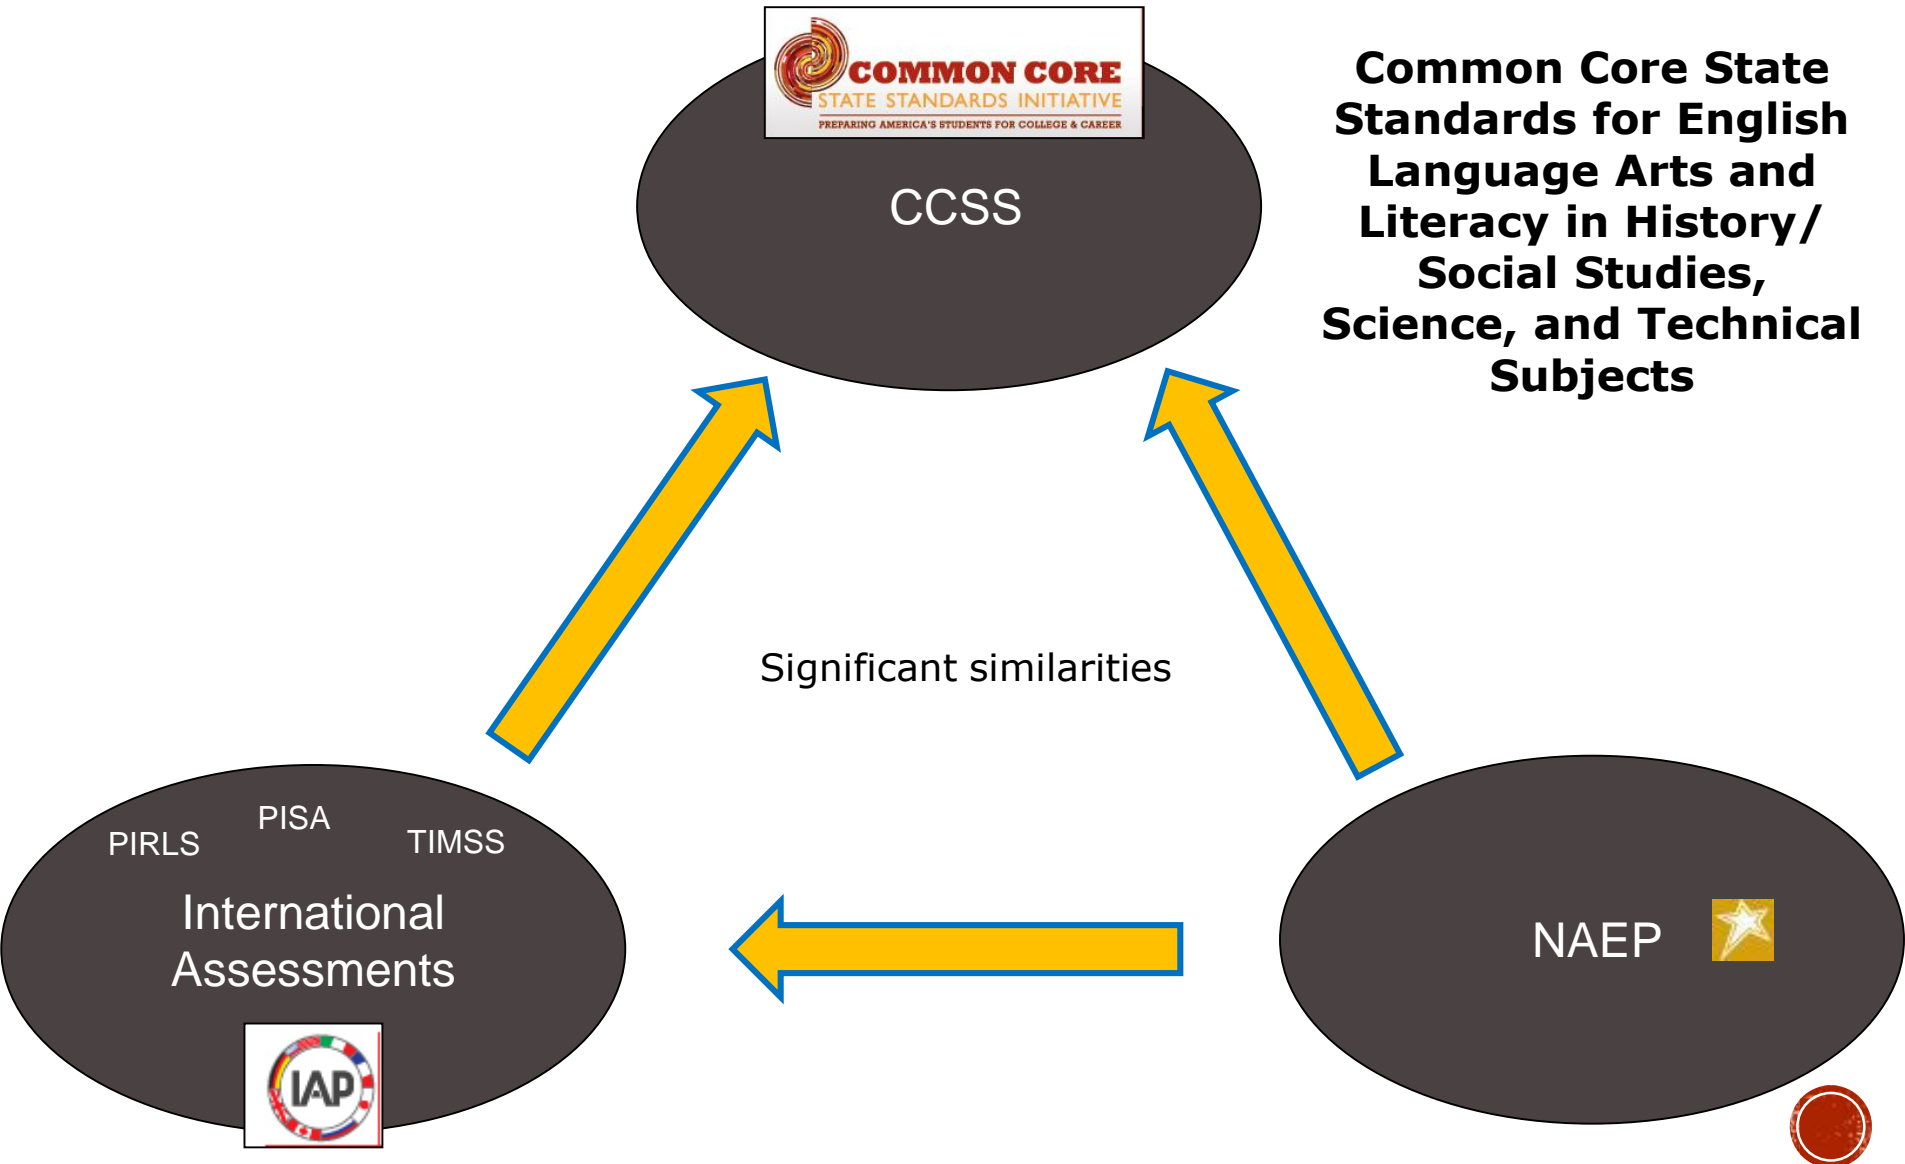 COMMON CORE
STATE STANDARDS INITIATIVE
PREPARING AMERICA'S STUDENTS FOR COLLEGE & CAREER
CCSS
Common Core State
Standards for English
Language Arts and
Literacy in History/
Social Studies,
Science, and Technical
Subjects
Significant similarities
PIRLS
PISA
TIMSS
International
Assessments
IAP
NAEP